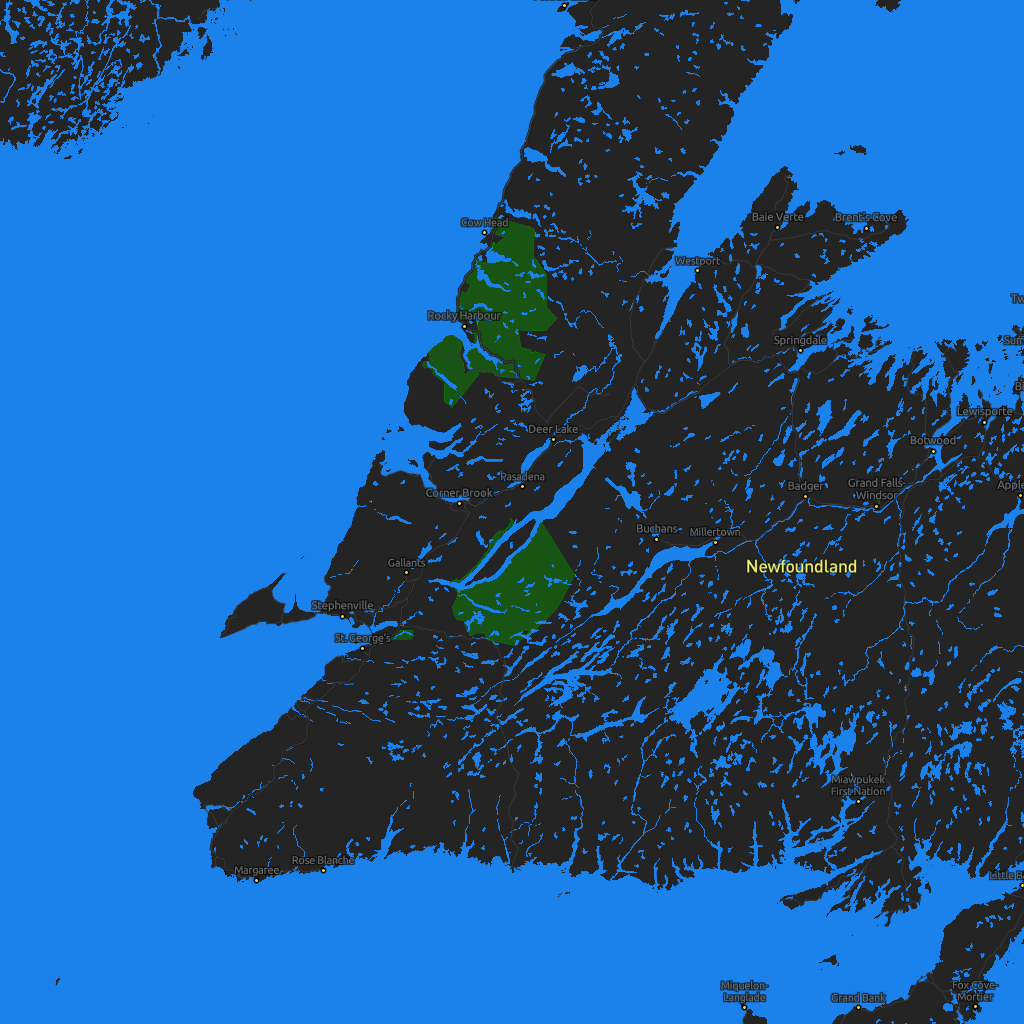 Cow Head
Baie Verte
Brent's Cove
Westport
Rocky Harbour
Springdale
Deer Lake
Lewisporte
Botwood
Pasadena
Corner Brook
Badger
Grand Falls-
Windsor
Buchans
Millertown
Gallants
Newfoundland
Stephenville
St. George's
Miawpukek
First Nation
Rose Blanche
Margaree
Miquelon-
Langlade
Grand Bank
Fox Cove-
Mortier